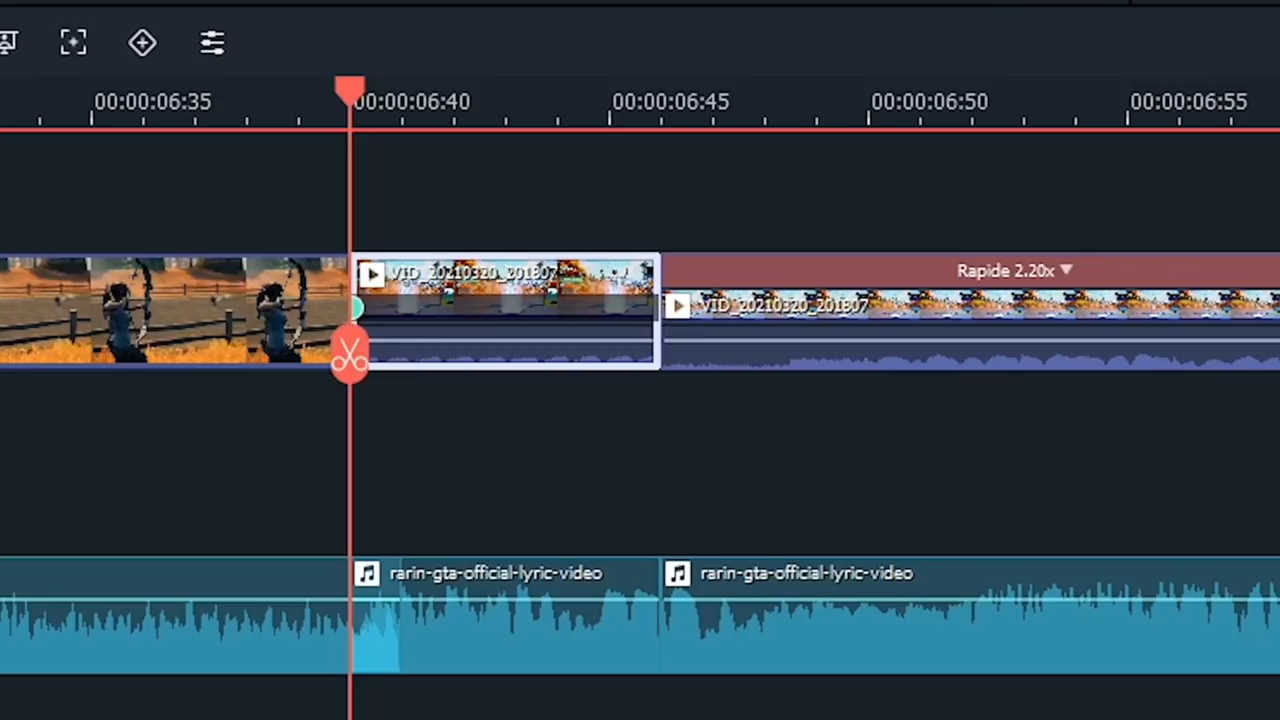 00:00:06:35 00:00:06:40 00:00:06:45 00:00:06:50 00:00:06:55
VID_20210320_201807
Rapide 2.20x
VID_20210320_201807
rarin-gta-official-lyric-video rarin-gta-official-lyric-video